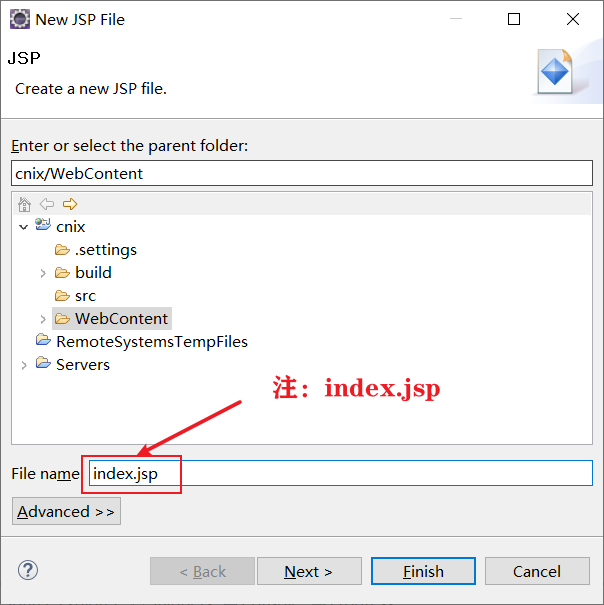 New JSP File
JSP
Create a new JSP file.
Enter or select the parent folder:
cnix/WebContent
cnix
.settings
build
src
WebContent
RemoteSystemsTempFiles
Servers
注：index.jsp
File name
index.jsp
Advanced >>
?
< Back
Next >
Finish
Cancel